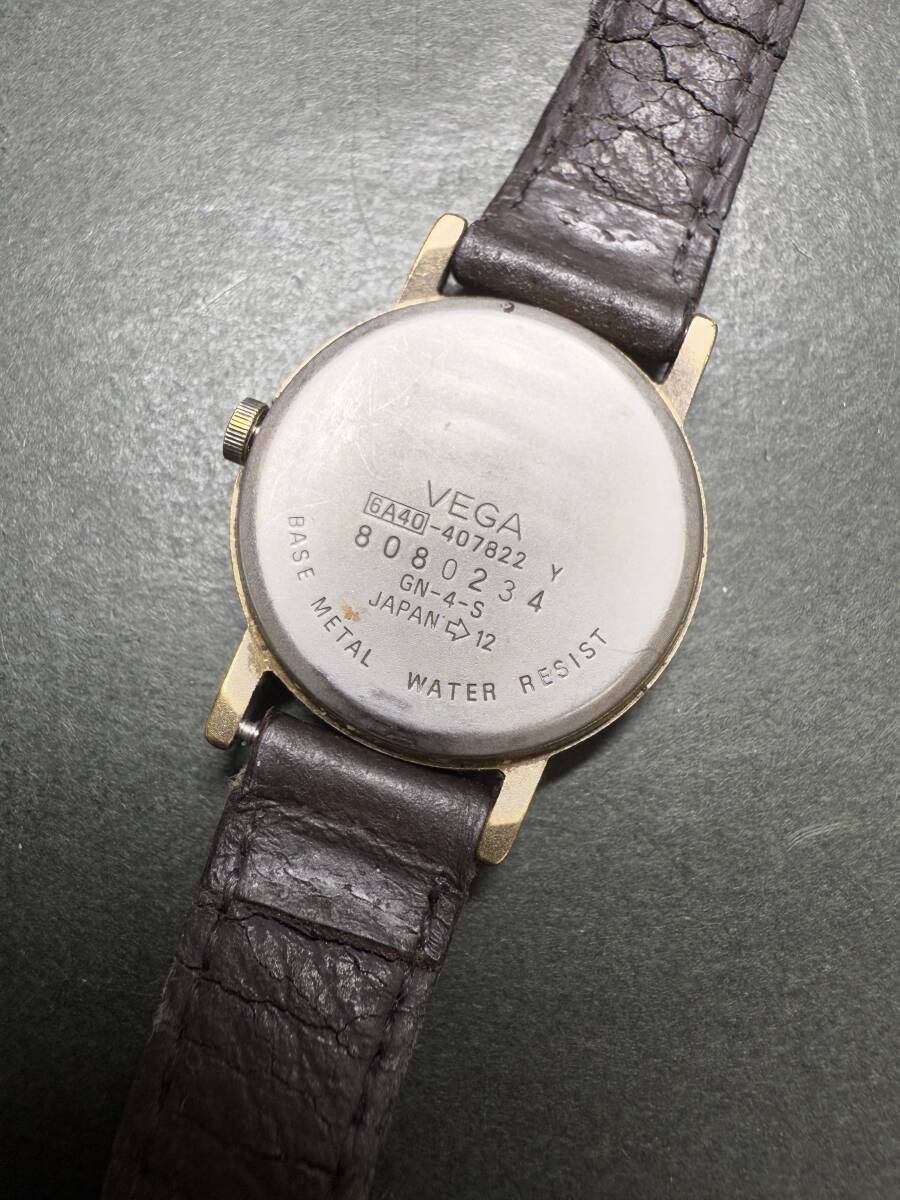 VEGA
6A40-407822 Y
8080234
GN-4-S
JAPAN ⇨ 12
BASE METAL WATER RESIST